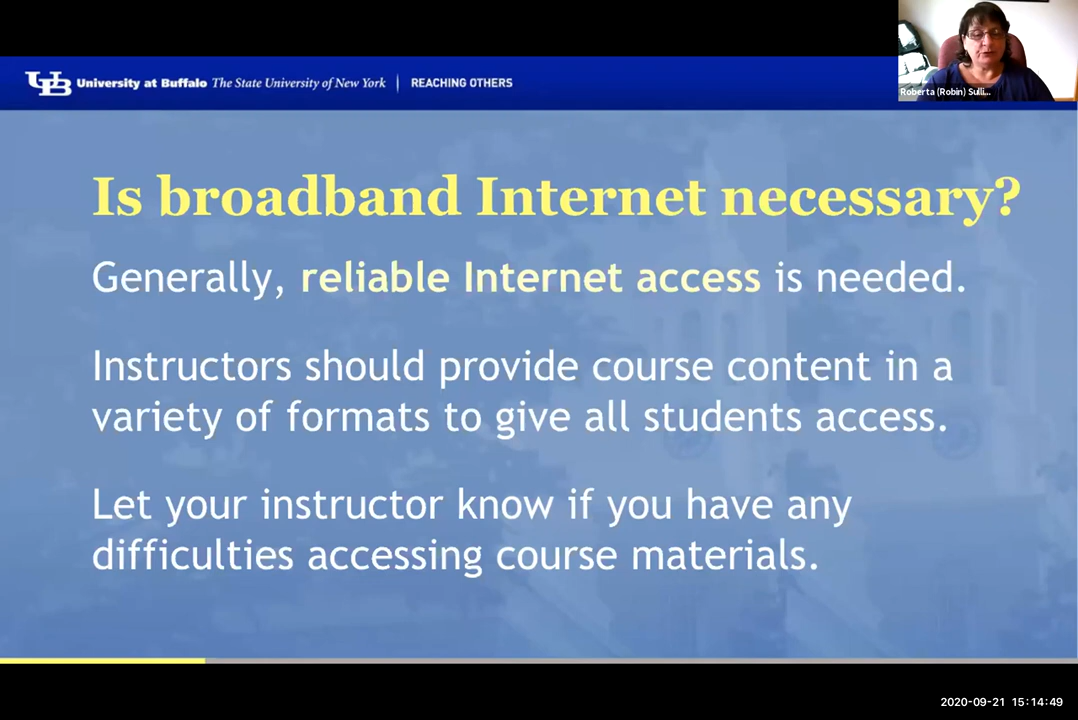 University at Buffalo The State University of New York | REACHING OTHERS
Roberta (Robin) Sulli...
Is broadband Internet necessary?
Generally, reliable Internet access is needed.
Instructors should provide course content in a
variety of formats to give all students access.
Let your instructor know if you have any
difficulties accessing course materials.
2020-09-21 15:14:49